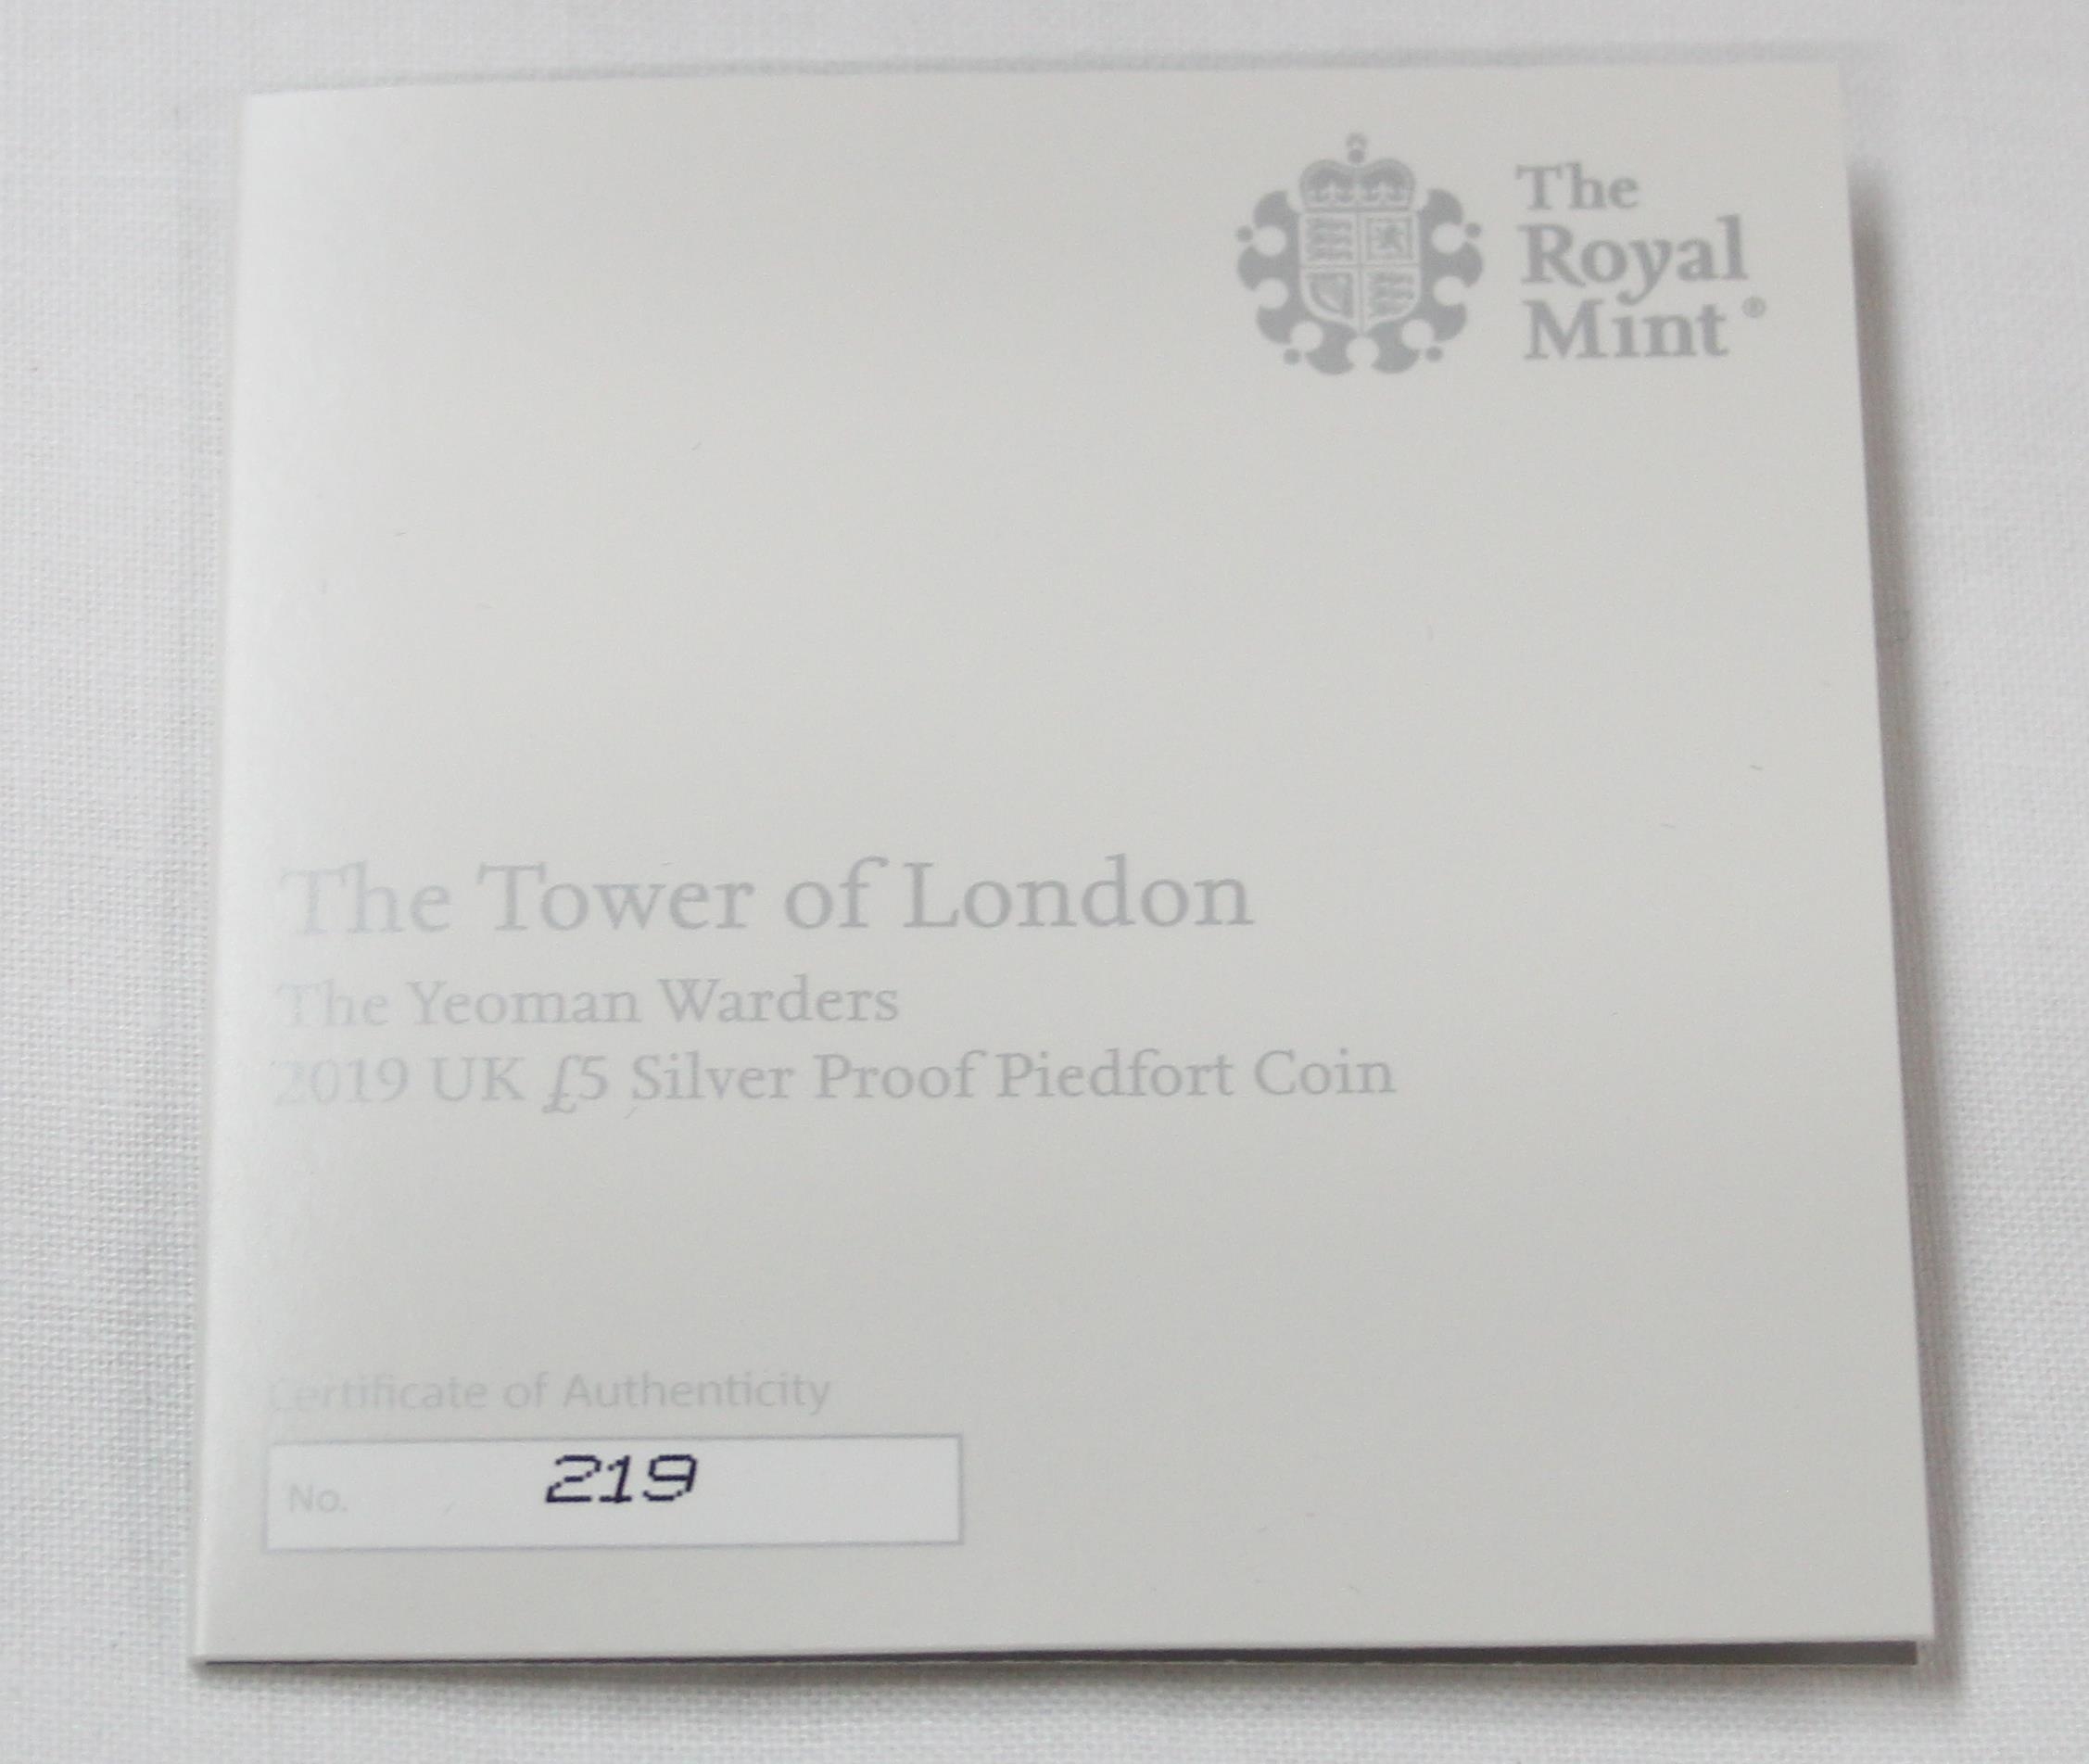 The
Royal
Mint®
The Tower of London
The Yeoman Warders
2019 UK £5 Silver Proof Piedfort Coin
Certificate of Authenticity
No. 219